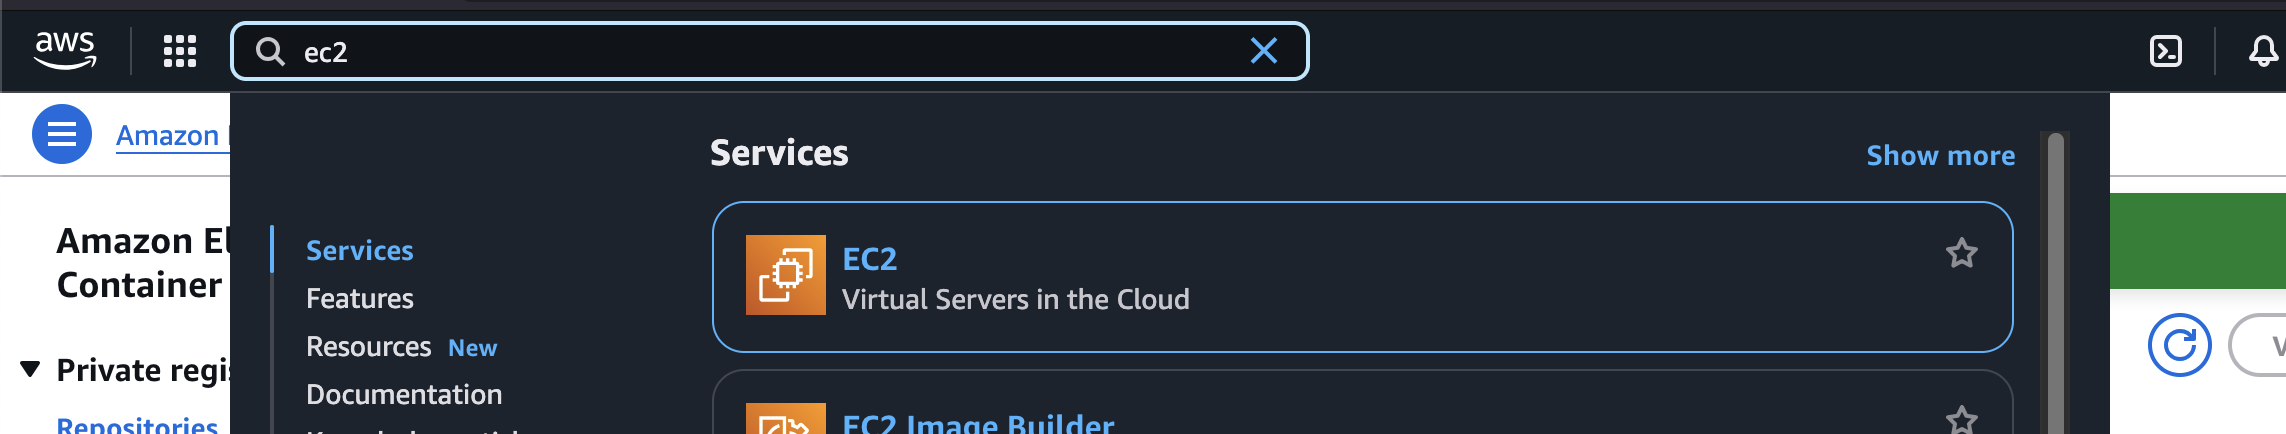 aws
ec2
Amazon
Services
Show more
Amazon El
Container
Services
EC2
Virtual Servers in the Cloud
Features
Resources New
Private regis
Documentation
EC2 Image Builder
Repositories